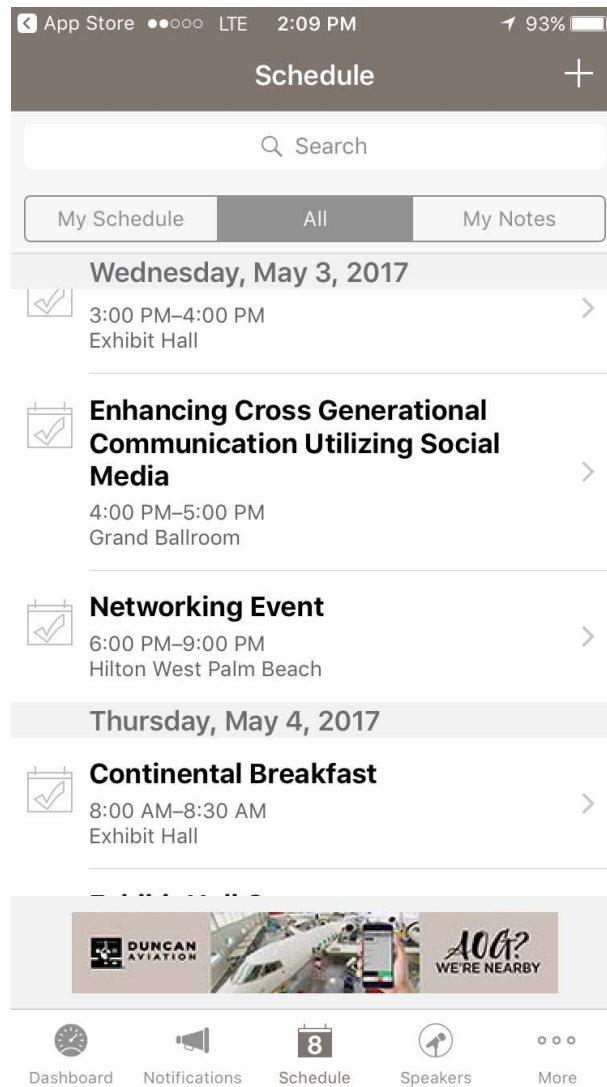 App Store LTE 2:09 PM 93%
Schedule
Search
My Schedule All My Notes
Wednesday, May 3, 2017
3:00 PM–4:00 PM
Exhibit Hall
Enhancing Cross Generational
Communication Utilizing Social
Media
4:00 PM–5:00 PM
Grand Ballroom
Networking Event
6:00 PM–9:00 PM
Hilton West Palm Beach
Thursday, May 4, 2017
Continental Breakfast
8:00 AM–8:30 AM
Exhibit Hall
DUNCAN
AVIATION
AOG?
WE'RE NEARBY
8
Dashboard Notifications Schedule Speakers More